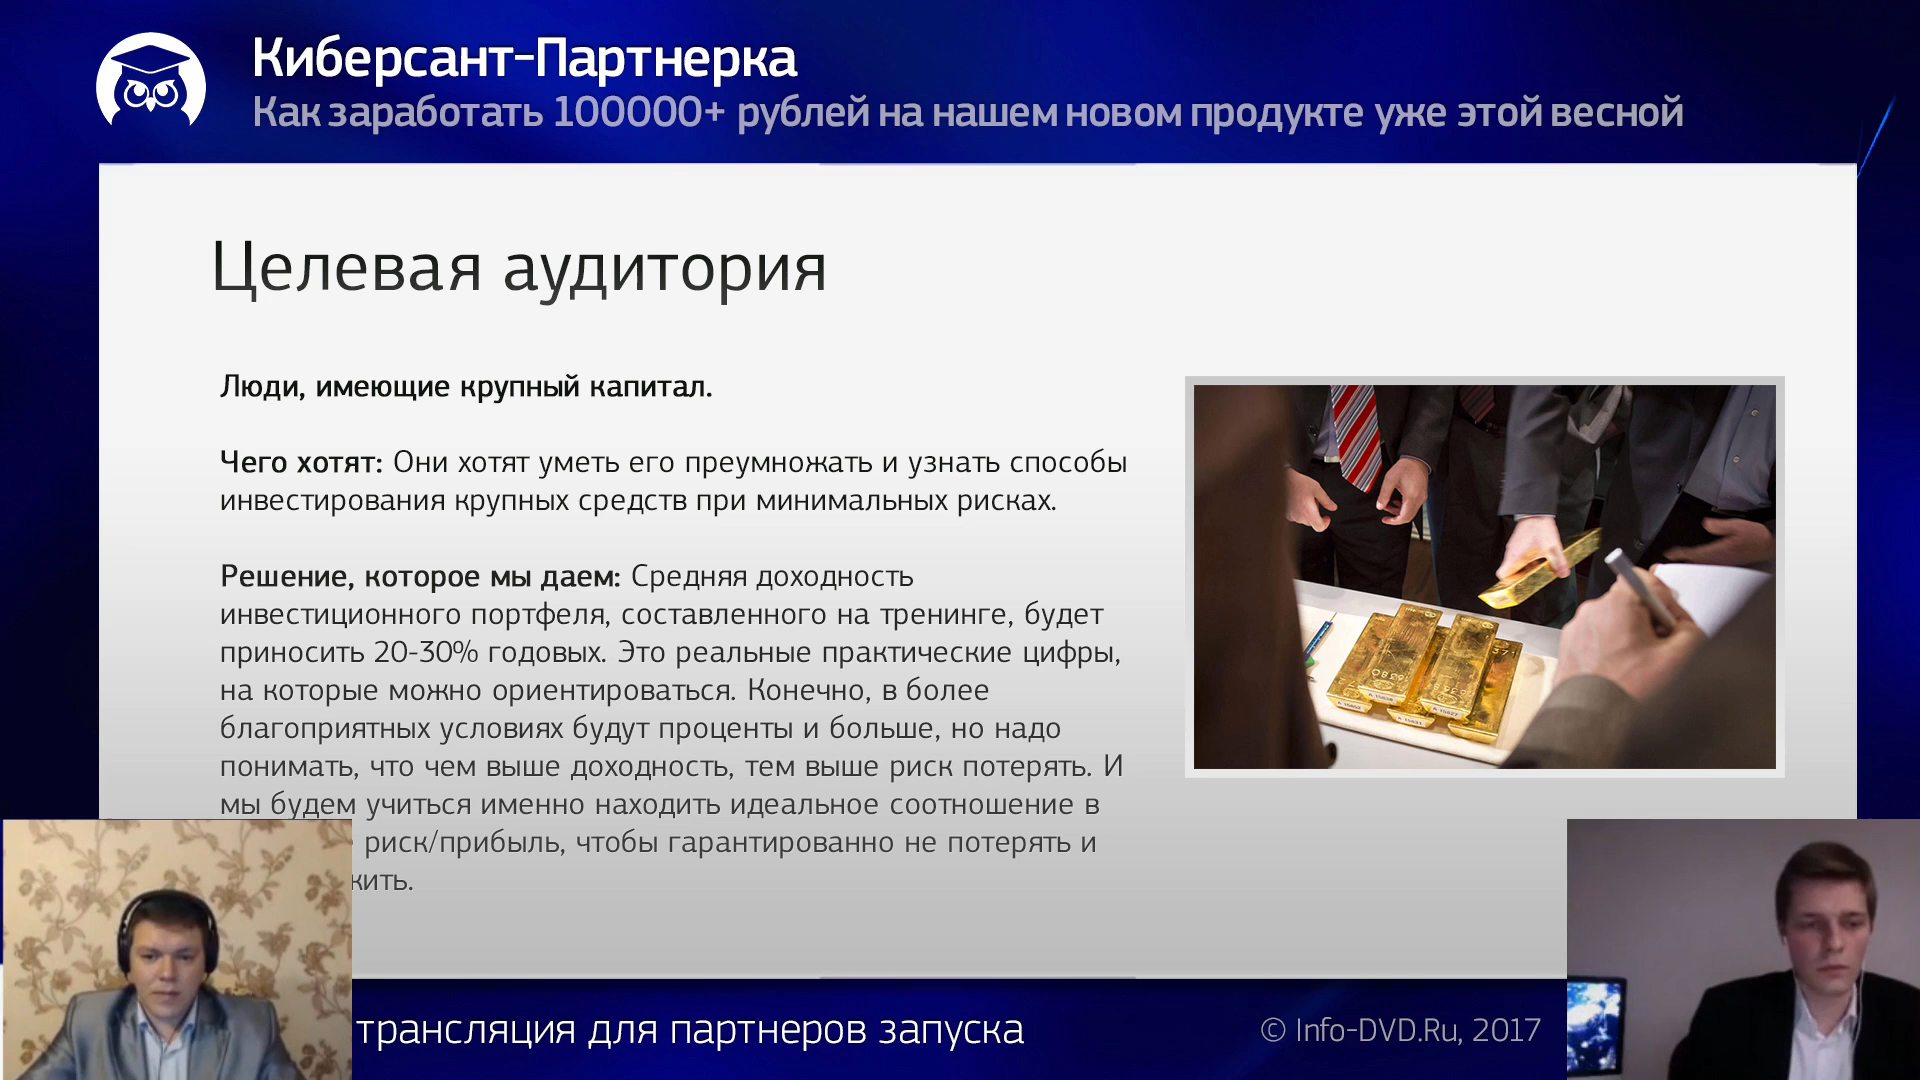 Киберсант-Партнерка
Как заработать 100000+ рублей на нашем новом продукте уже этой весной
Целевая аудитория
Люди, имеющие крупный капитал.
Чего хотят: Они хотят уметь его преумножать и узнать способы
инвестирования крупных средств при минимальных рисках.
Решение, которое мы даем: Средняя доходность
инвестиционного портфеля, составленного на тренинге, будет
приносить 20-30% годовых. Это реальные практические цифры,
на которые можно ориентироваться. Конечно, в более
благоприятных условиях будут проценты и больше, но надо
понимать, что чем выше доходность, тем выше риск потерять. И
мы будем учиться именно находить идеальное соотношение в
риск/прибыль, чтобы гарантированно не потерять и
жить.
трансляция для партнеров запуска
© Info-DVD.Ru, 2017